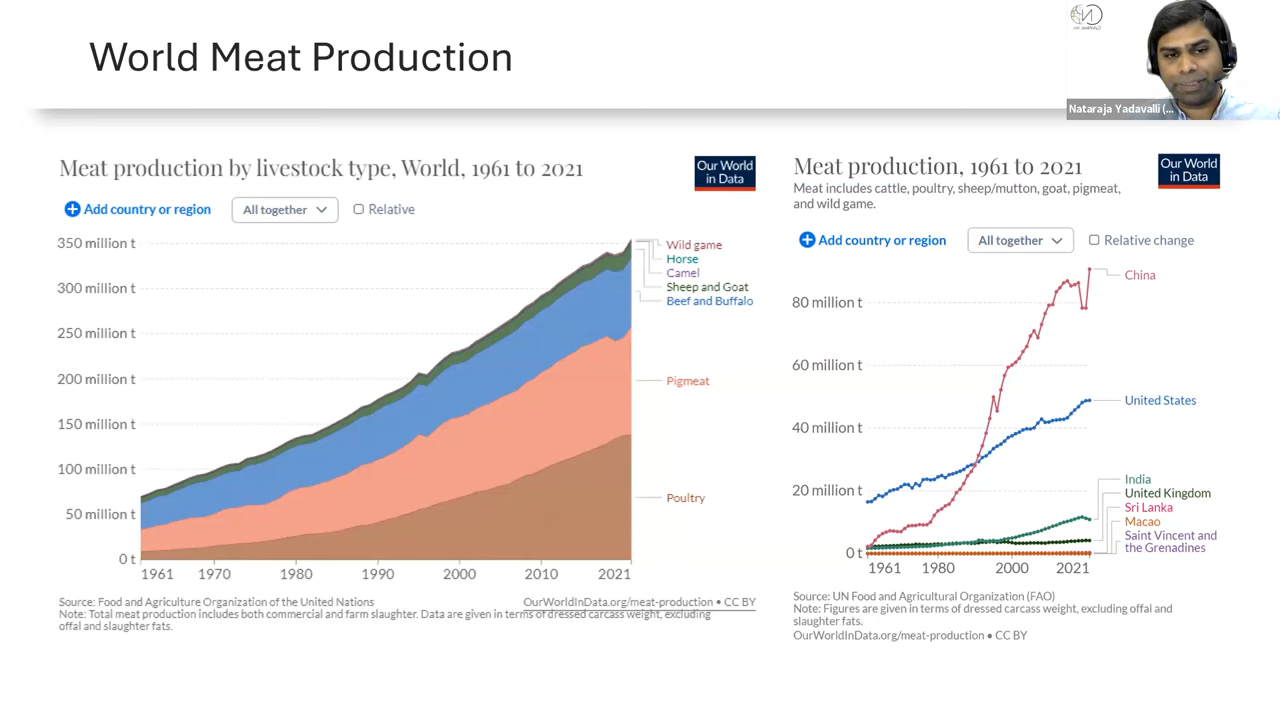 World Meat Production
Nataraja Yadavalli (...
Meat production by livestock type, World, 1961 to 2021
Our World
in Data
Add country or region
All together
Relative
350 million t
300 million t
250 million t
200 million t
150 million t
100 million t
50 million t
0 t
Wild game
Horse
Camel
Sheep and Goat
Beef and Buffalo
Pigmeat
Poultry
1961
1970
1980
1990
2000
2010
2021
Source: Food and Agriculture Organization of the United Nations
OurWorldInData.org/meat-production • CC BY
Note: Total meat production includes both commercial and farm slaughter. Data are given in terms of dressed carcass weight, excluding
offal and slaughter fats.
Meat production, 1961 to 2021
Our World
in Data
Meat includes cattle, poultry, sheep/mutton, goat, pigmeat,
and wild game.
Add country or region
All together
Relative change
80 million t
60 million t
40 million t
20 million t
0 t
China
United States
India
United Kingdom
Sri Lanka
Macao
Saint Vincent and
the Grenadines
1961
1980
2000
2021
Source: UN Food and Agricultural Organization (FAO)
Note: Figures are given in terms of dressed carcass weight, excluding offal and
slaughter fats.
OurWorldInData.org/meat-production • CC BY